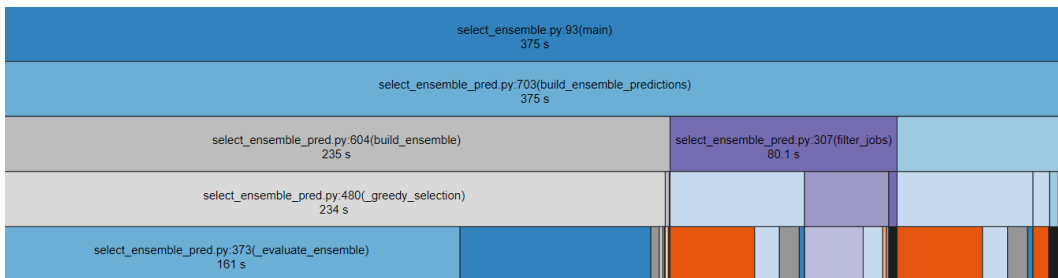 select_ensemble.py:93(main)
375 s
select_ensemble_pred.py:703(build_ensemble_predictions)
375 s
select_ensemble_pred.py:604(build_ensemble)
235 s
select_ensemble_pred.py:307(filter_jobs)
80.1 s
select_ensemble_pred.py:480(_greedy_selection)
234 s
select_ensemble_pred.py:373(_evaluate_ensemble)
161 s